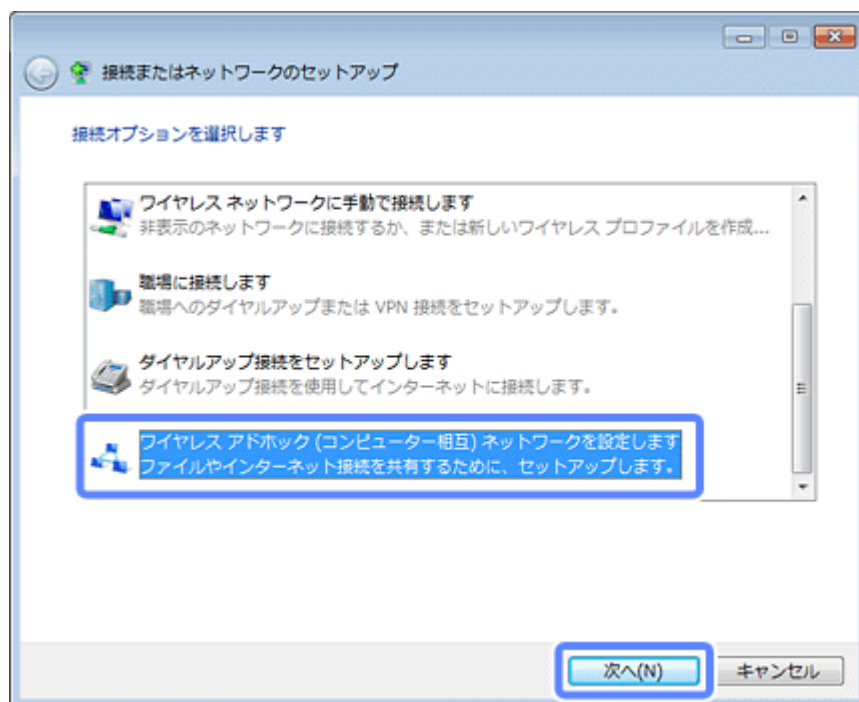 接続またはネットワークのセットアップ
接続オプションを選択します
ワイヤレス ネットワークに手動で接続します
非表示のネットワークに接続するか、または新しいワイヤレス プロファイルを作成...
職場に接続します
職場へのダイヤルアップまたは VPN 接続をセットアップします。
ダイヤルアップ接続をセットアップします
ダイヤルアップ接続を使用してインターネットに接続します。
ワイヤレス アドホック (コンピューター相互) ネットワークを設定します
ファイルやインターネット接続を共有するために、セットアップします。
次へ(N)
キャンセル